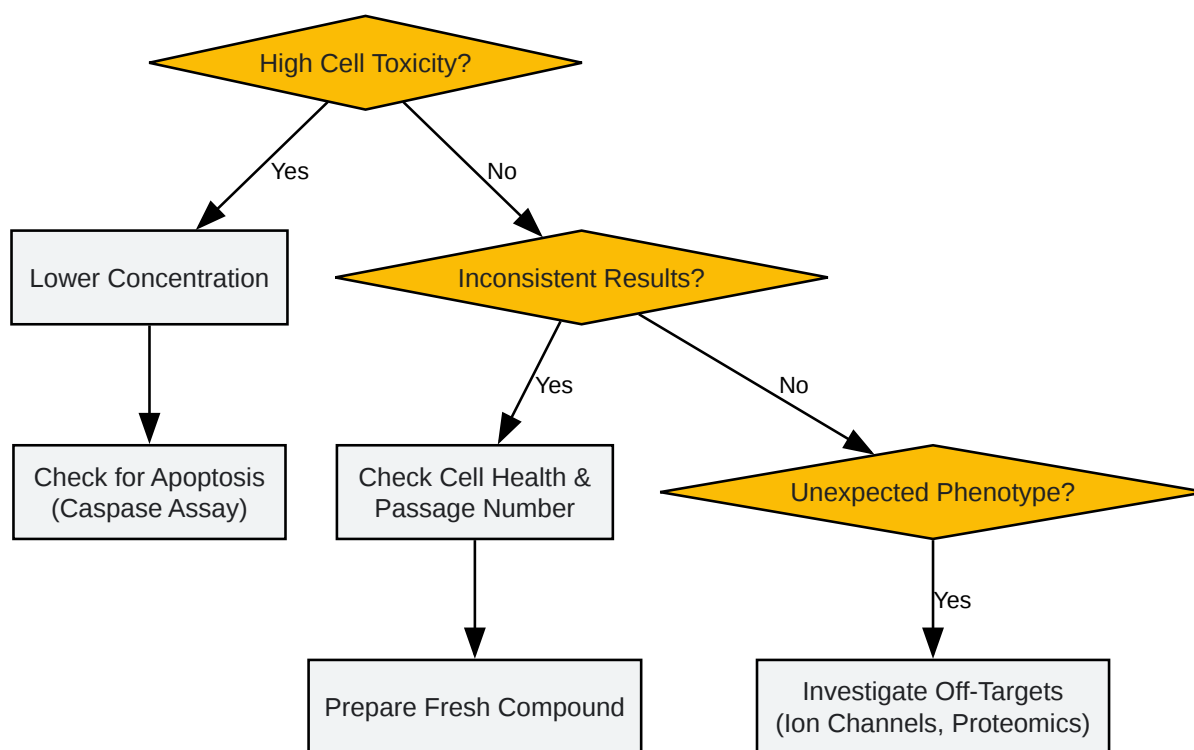 High Cell Toxicity?
Yes
No
Lower Concentration
Inconsistent Results?
Yes
No
Check for Apoptosis
(Caspase Assay)
Check Cell Health &
Passage Number
Unexpected Phenotype?
Yes
Prepare Fresh Compound
Investigate Off-Targets
(Ion Channels, Proteomics)